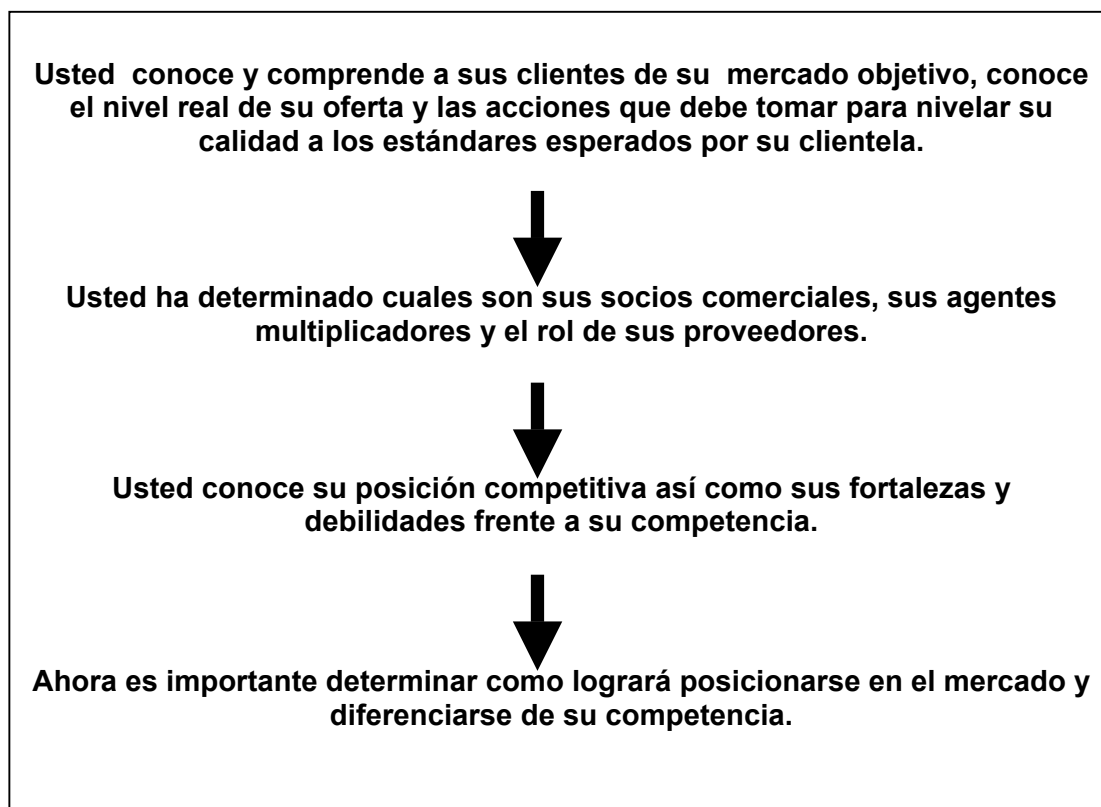 Usted  conoce y comprende a sus clientes de su  mercado objetivo, conoce
el nivel real de su oferta y las acciones que debe tomar para nivelar su
calidad a los estándares esperados por su clientela.
Usted ha determinado cuales son sus socios comerciales, sus agentes
multiplicadores y el rol de sus proveedores.
Usted conoce su posición competitiva así como sus fortalezas y
debilidades frente a su competencia.
Ahora es importante determinar como logrará posicionarse en el mercado y
diferenciarse de su competencia.